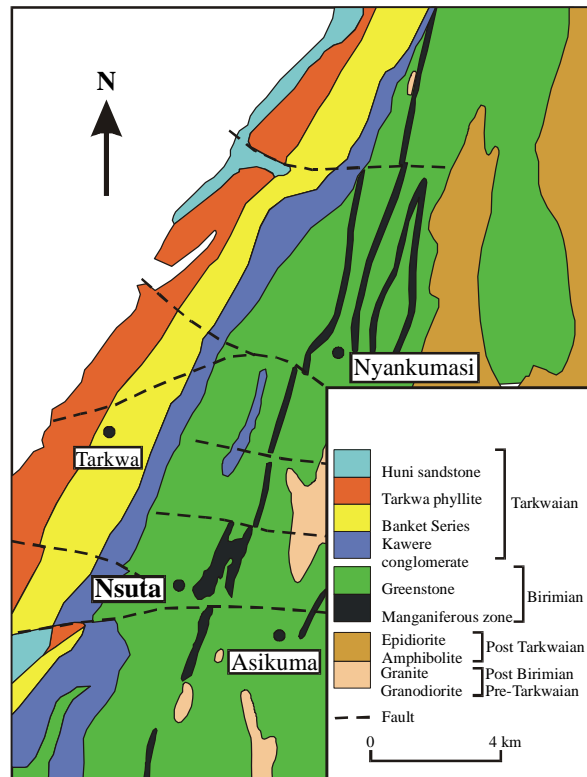 N
Nyankumasi
Tarkwa
Nsuta
Asikuma
Huni sandstone
Tarkwa phyllite
Banket Series
Kawere
conglomerate
Tarkwaian
Greenstone
Manganiferous zone
Birimian
Epidiorite
Amphibolite
Post Tarkwaian
Granite
Granodiorite
Post Birimian
Pre-Tarkwaian
Fault
0 4 km